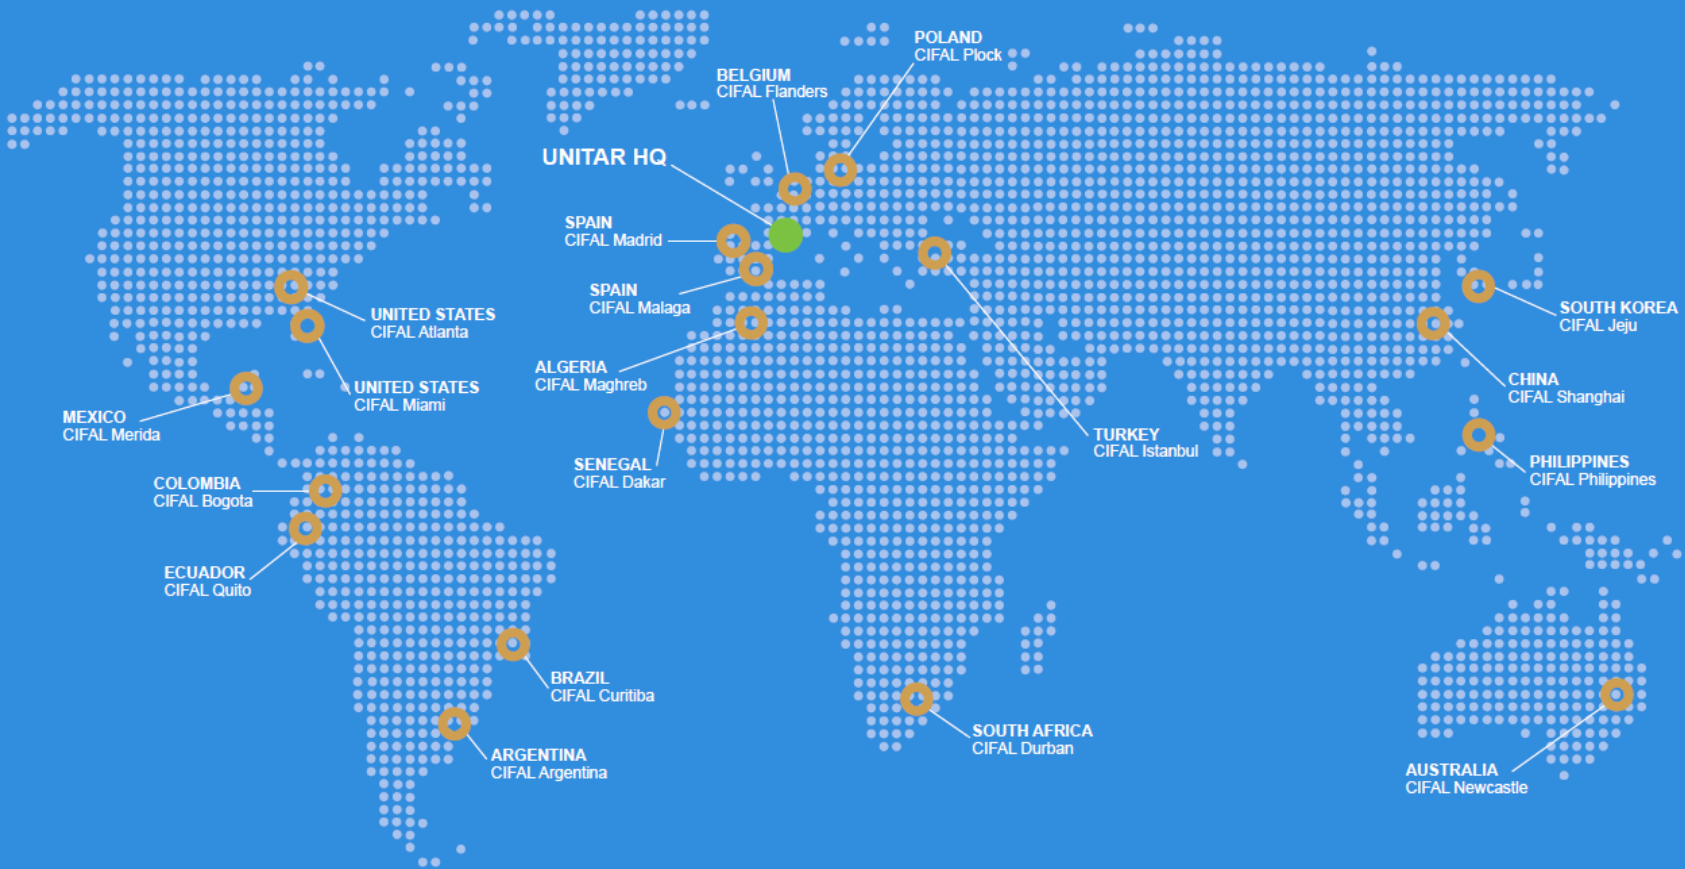 POLAND
CIFAL Plock
BELGIUM
CIFAL Flanders
UNITAR HQ
SPAIN
CIFAL Madrid
SPAIN
CIFAL Malaga
UNITED STATES
CIFAL Atlanta
SOUTH KOREA
CIFAL Jeju
ALGERIA
CIFAL Maghreb
UNITED STATES
CIFAL Miami
CHINA
CIFAL Shanghai
MEXICO
CIFAL Merida
TURKEY
CIFAL Istanbul
SENEGAL
CIFAL Dakar
PHILIPPINES
CIFAL Philippines
COLOMBIA
CIFAL Bogota
ECUADOR
CIFAL Quito
BRAZIL
CIFAL Curitiba
SOUTH AFRICA
CIFAL Durban
ARGENTINA
CIFAL Argentina
AUSTRALIA
CIFAL Newcastle